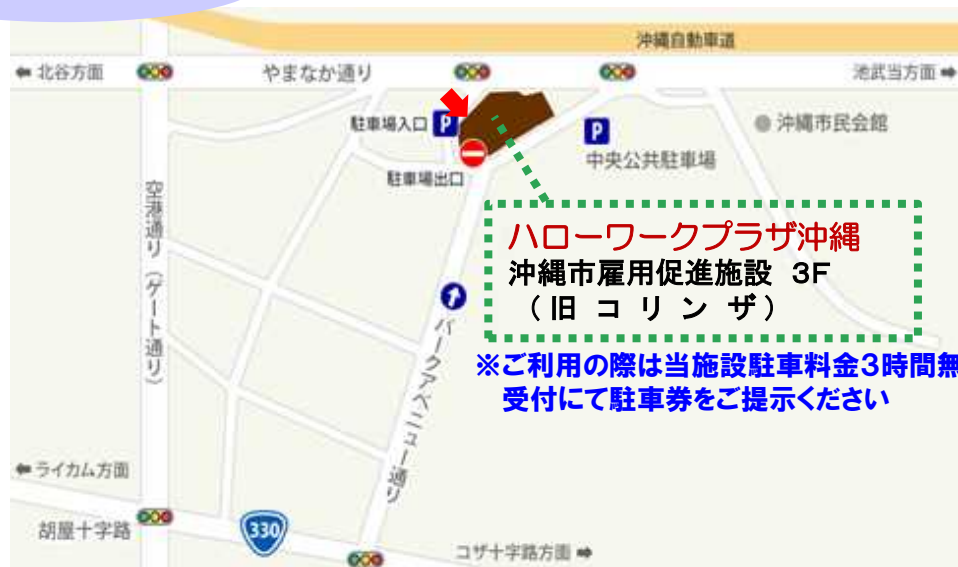 沖縄自動車道
⬅ 北谷方面
やまなか通り
池武当方面 ➡
駐車場入口 P
P
沖縄市民会館
中央公共駐車場
駐車場出口
空港通り（ゲート通り）
ハローワークプラザ沖縄
沖縄市雇用促進施設 3F
（旧 コ リ ン ザ）
パークアベニュー通り
※ご利用の際は当施設駐車料金3時間無
受付にて駐車券をご提示ください
⬅ライカム方面
胡屋十字路
330
コザ十字路方面 ➡